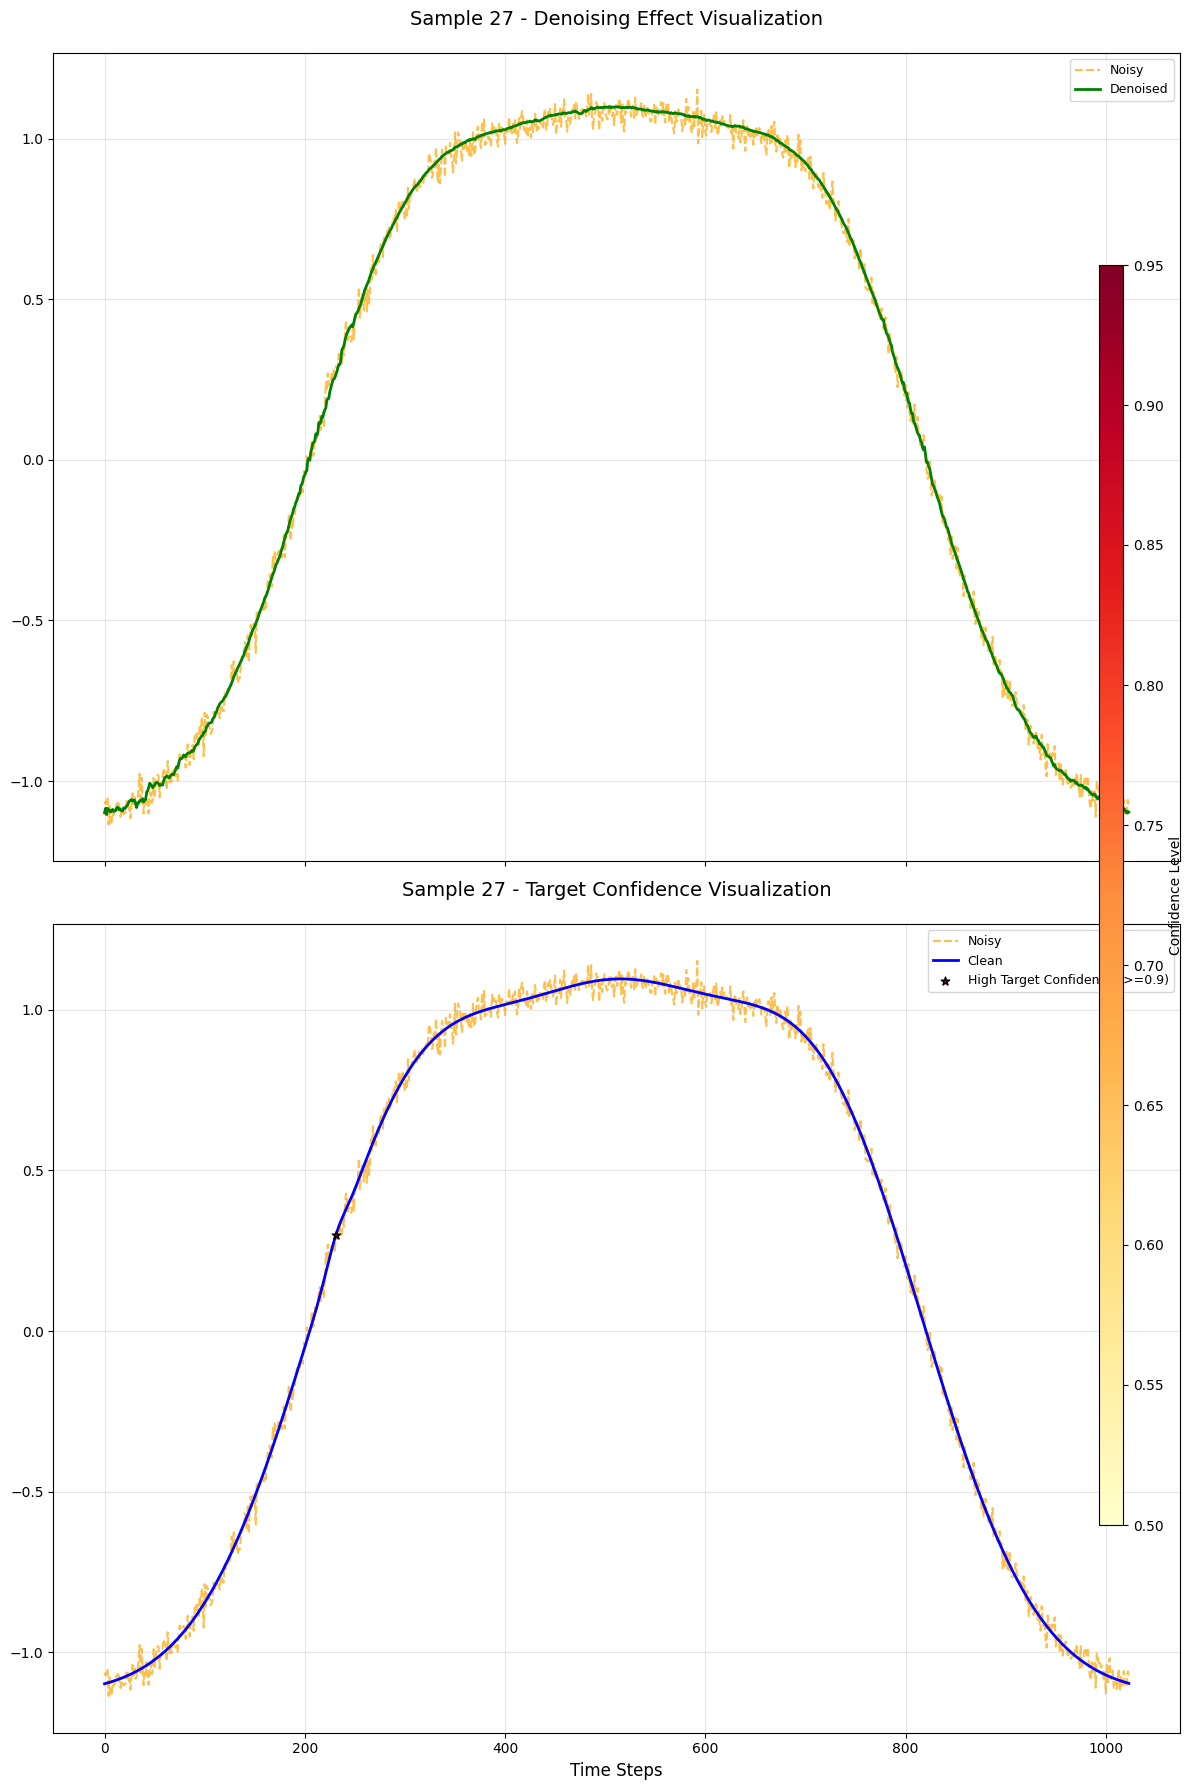 Sample 27 - Denoising Effect Visualization
Noisy
Denoised
1.0
0.5
0.0
−0.5
−1.0
0.95
0.90
0.85
0.80
0.75
0.70
0.65
0.60
0.55
0.50
Confidence Level
Sample 27 - Target Confidence Visualization
Noisy
Clean
High Target Confiden >=0.9)
1.0
0.5
0.0
−0.5
−1.0
0
200
400
600
800
1000
Time Steps